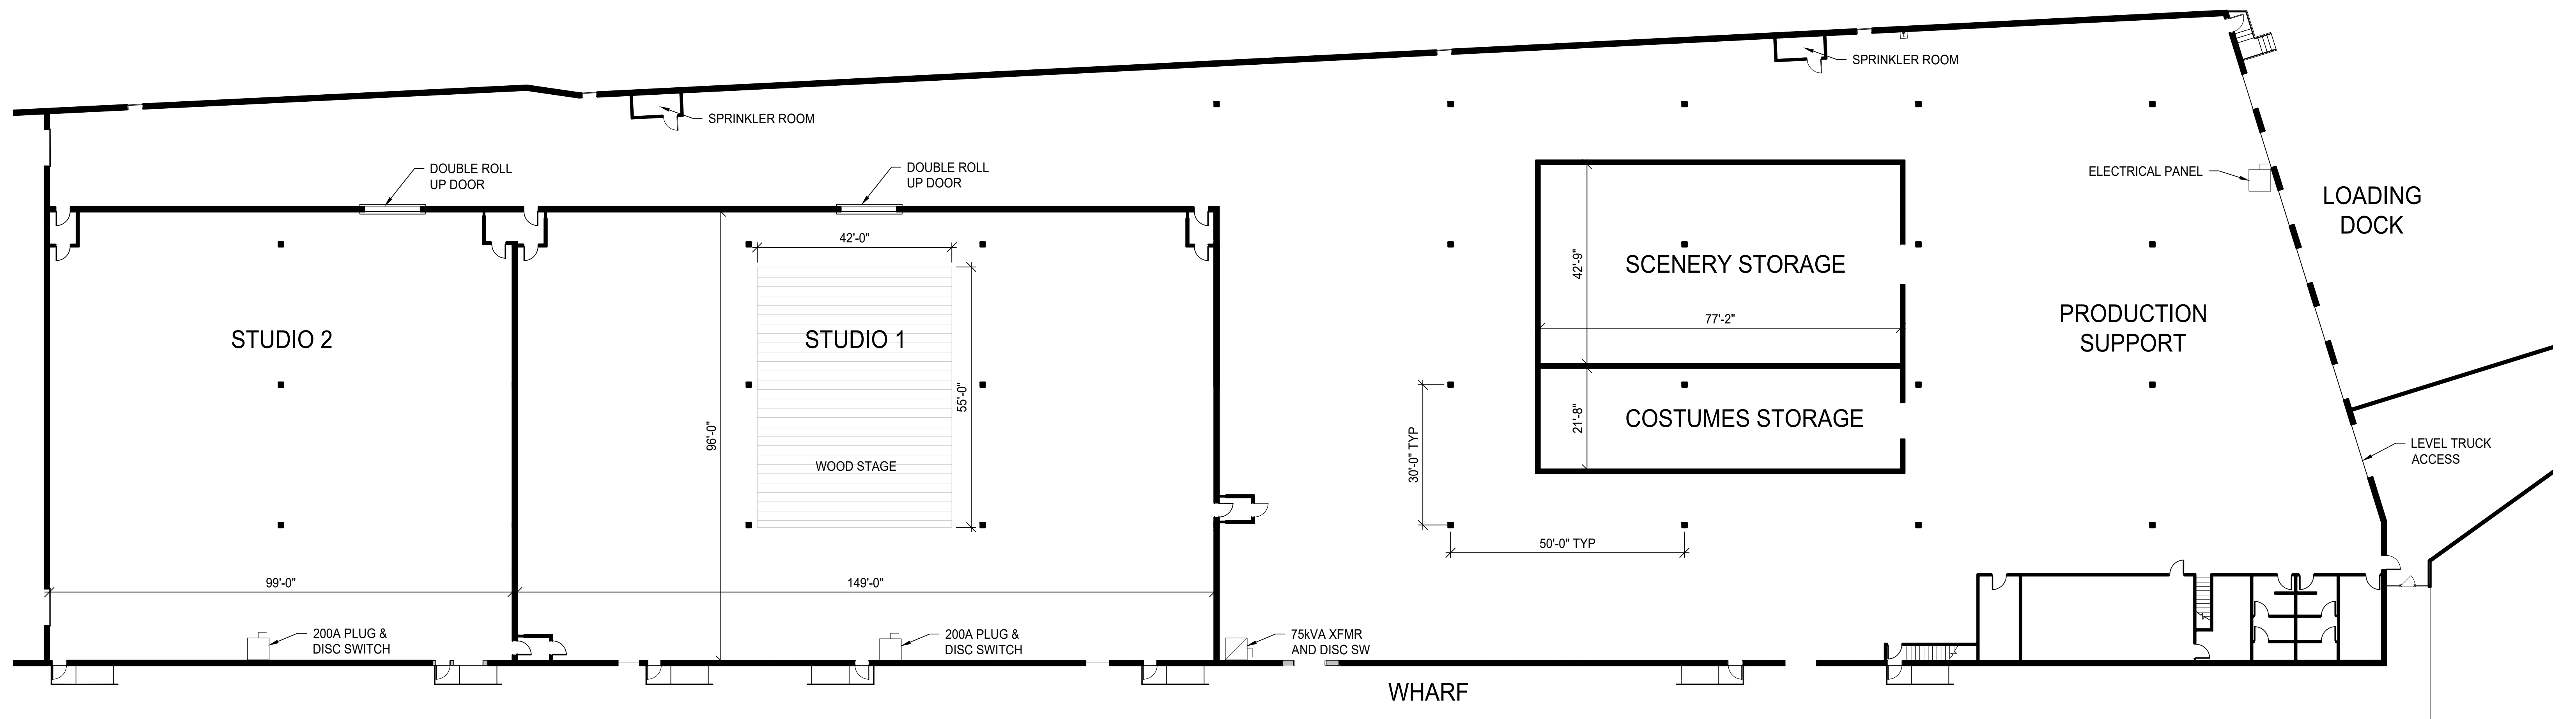 SPRINKLER ROOM
SPRINKLER ROOM
DOUBLE ROLL
UP DOOR
DOUBLE ROLL
UP DOOR
ELECTRICAL PANEL
LOADING
DOCK
42'-0"
42'-9"
SCENERY STORAGE
STUDIO 2
STUDIO 1
77'-2"
PRODUCTION
SUPPORT
55'-0"
96'-0"
21'-8"
COSTUMES STORAGE
30'-0" TYP
WOOD STAGE
LEVEL TRUCK
ACCESS
50'-0" TYP
99'-0"
149'-0"
200A PLUG &
DISC SWITCH
200A PLUG &
DISC SWITCH
75kVA XFMR
AND DISC SW
WHARF